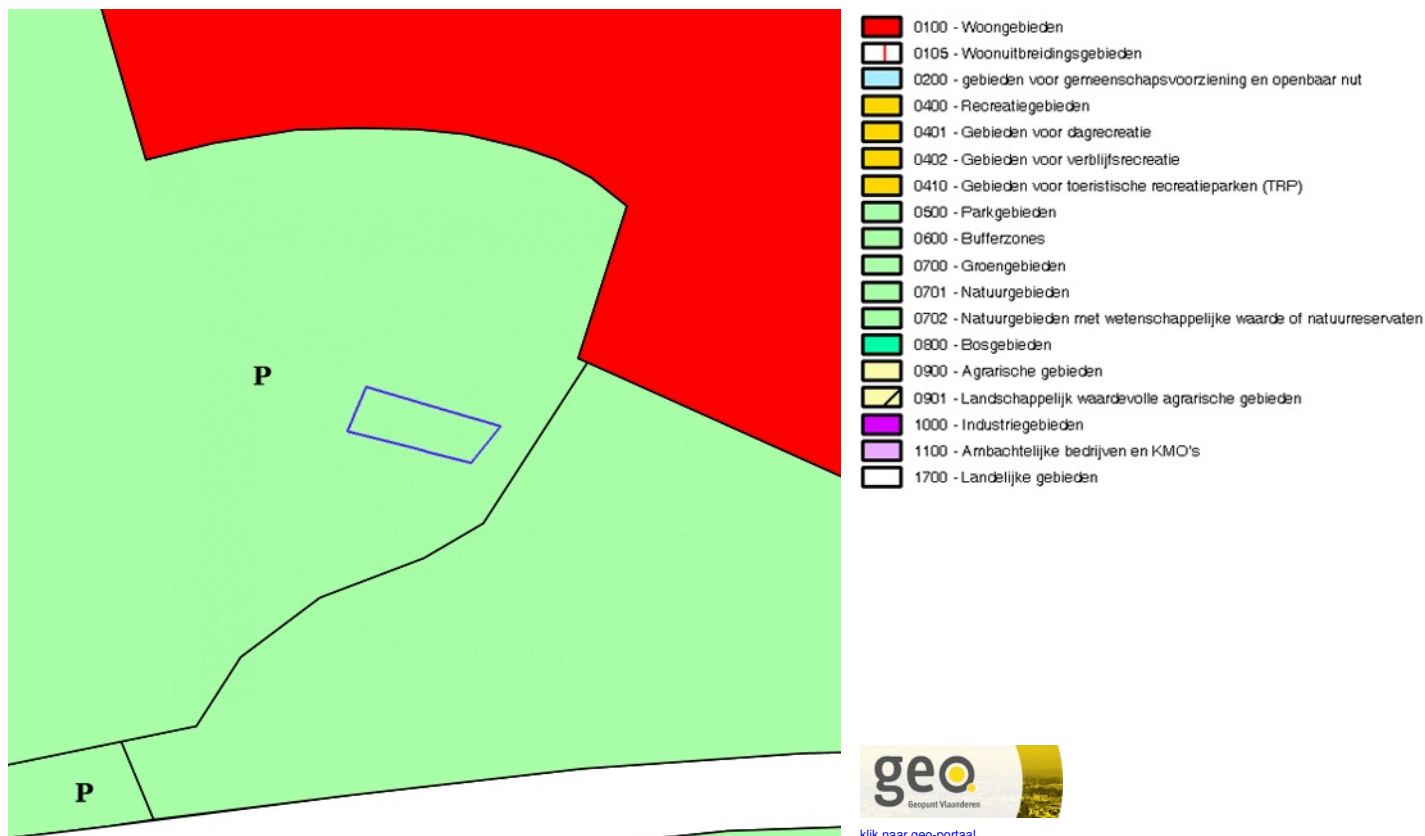 P
P
0100 - Woongebieden
0105 - Woonuitbreidingsgebieden
0200 - gebieden voor gemeenschapsvoorziening en openbaar nut
0400 - Recreatiegebieden
0401 - Gebieden voor dagrecreatie
0402 - Gebieden voor verblijfsrecreatie
0410 - Gebieden voor toeristische recreatieparken (TRP)
0500 - Parkgebieden
0600 - Bufferzones
0700 - Groengebieden
0701 - Natuurgebieden
0702 - Natuurgebieden met wetenschappelijke waarde of natuurreservaten
0800 - Bosgebieden
0900 - Agrarische gebieden
0901 - Landschappelijk waardevolle agrarische gebieden
1000 - Industriegebieden
1100 - Ambachtelijke bedrijven en KMO's
1700 - Landelijke gebieden
geo
Geopunt Vlaanderen
klik naar geo-portaal